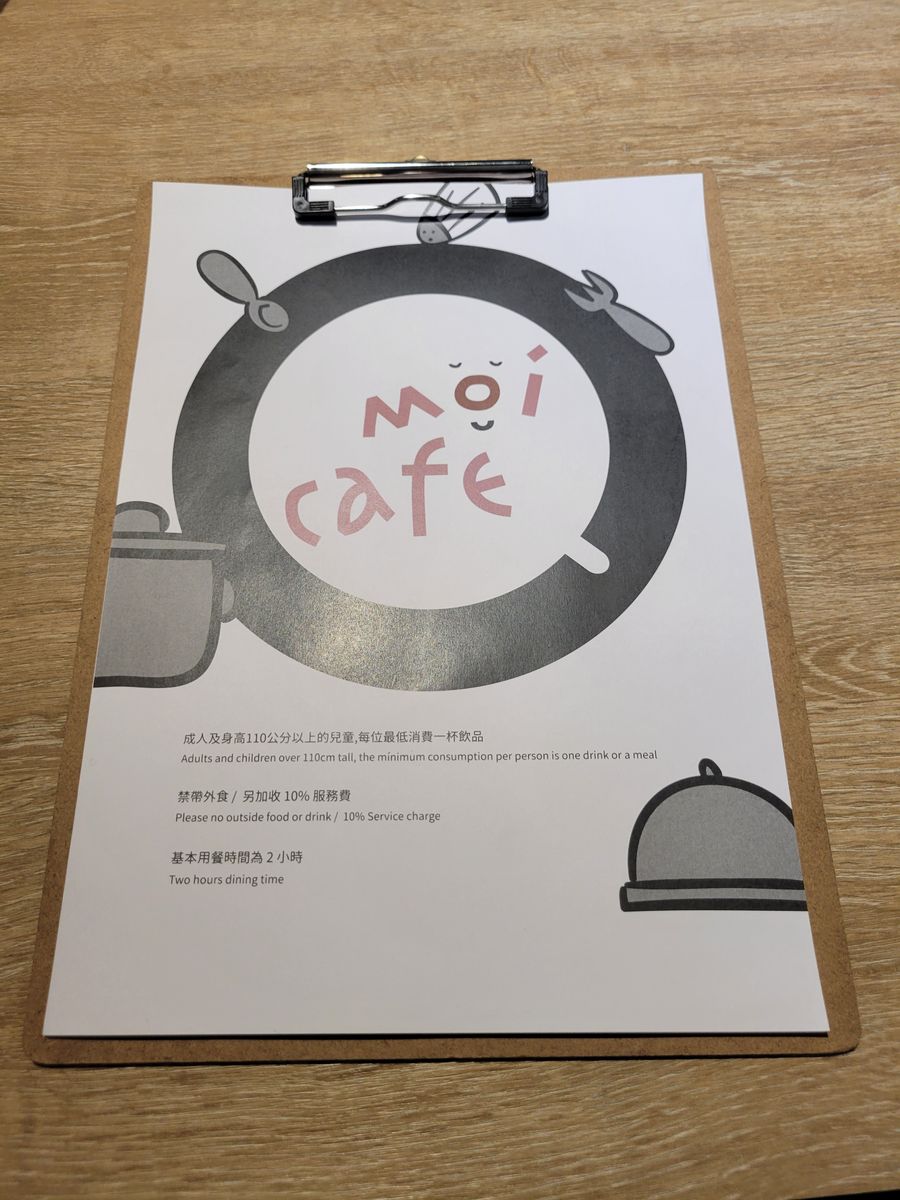 moi
cafe
成人及身高110公分以上的兒童,每位最低消費一杯飲品
Adults and children over 110cm tall, the minimum consumption per person is one drink or a meal
禁帶外食 / 另加收 10% 服務費
Please no outside food or drink / 10% Service charge
基本用餐時間為 2 小時
Two hours dining time